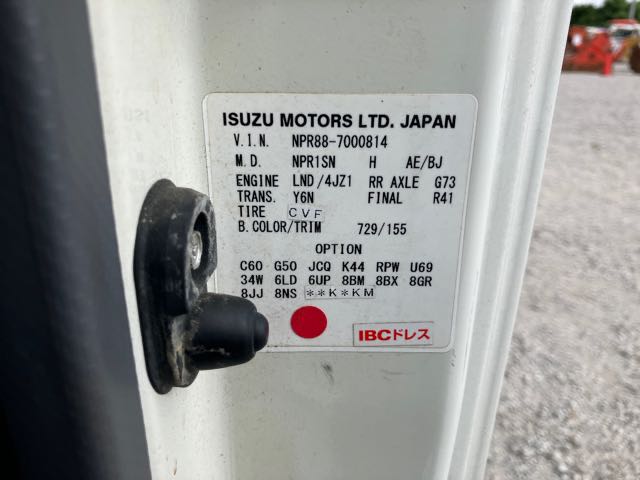 ISUZU MOTORS LTD. JAPAN
V.I.N. NPR88-7000814
M.D. NPR1SN H AE/BJ
ENGINE LND/4JZ1 RR AXLE G73
TRANS. Y6N FINAL R41
TIRE CVF
B.COLOR/TRIM 729/155
OPTION
C60 G50 JCQ K44 RPW U69
34W 6LD 6UP 8BM 8BX 8GR
8JJ 8NS **K*KM
IBCドレス